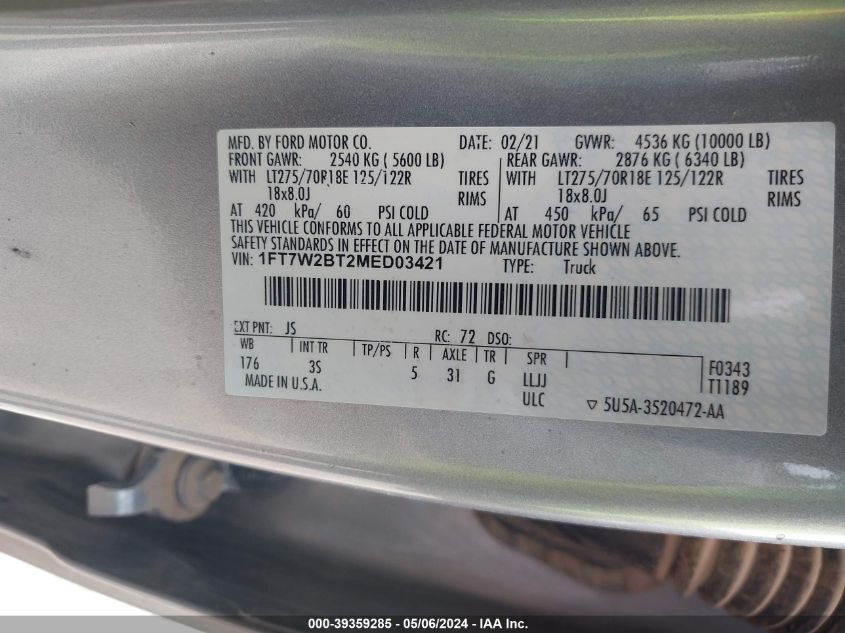 MFD. BY FORD MOTOR CO. DATE: 02/21 GVWR: 4536 KG (10000 LB)
FRONT GAWR: 2540 KG ( 5600 LB) REAR GAWR: 2876 KG ( 6340 LB)
WITH LT275/70R18E 125/122R TIRES WITH LT275/70R18E 125/122R TIRES
18x8.0J RIMS 18x8.0J RIMS
AT 420 kPa/ 60 PSI COLD AT 450 kPa/ 65 PSI COLD
THIS VEHICLE CONFORMS TO ALL APPLICABLE FEDERAL MOTOR VEHICLE
SAFETY STANDARDS IN EFFECT ON THE DATE OF MANUFACTURE SHOWN ABOVE.
VIN: 1FT7W2BT2MED03421 TYPE: Truck
EXT PNT: JS RC: 72 DSO:
WB INT TR TP/PS R AXLE TR SPR F0343
176 3S 5 31 G LLJJ T1189
MADE IN U.S.A. ULC ▽ 5U5A-3520472-AA
000-39359285 - 05/06/2024 - IAA Inc.